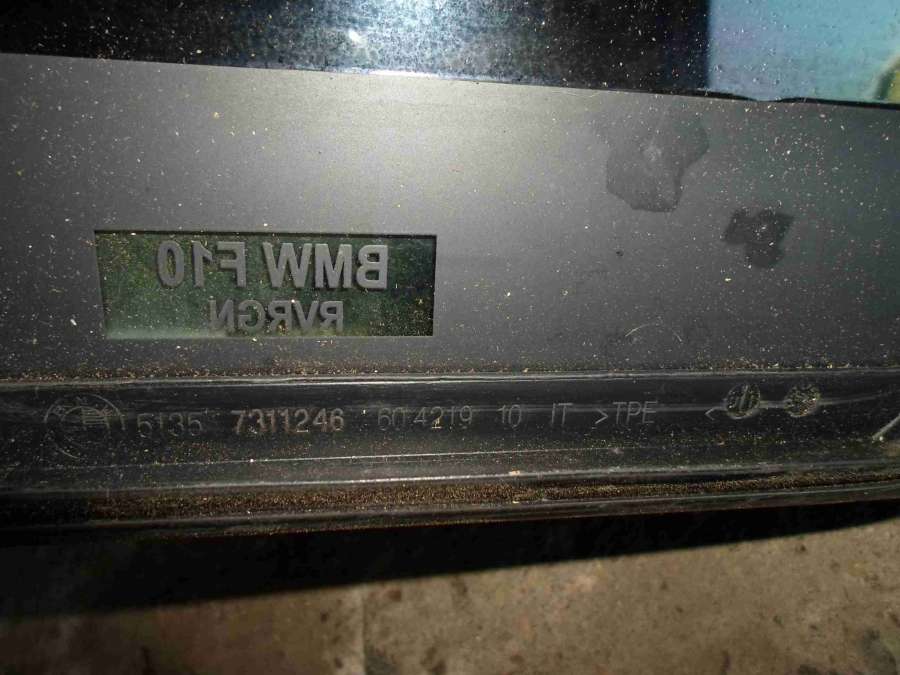 BMW F10
RVRGN
5135 7311246 60 4219 10 IT >TPE<